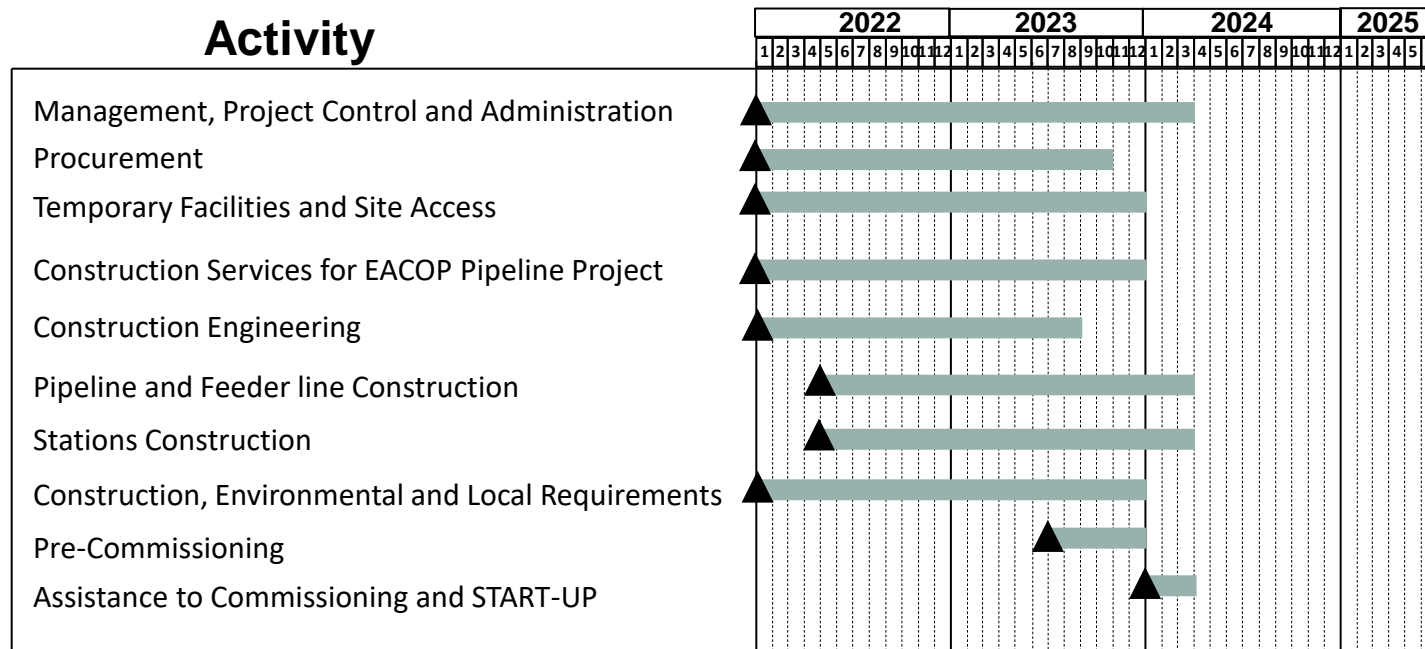 Activity
2022 2023 2024 2025
1 2 3 4 5 6 7 8 9 10 11 12 1 2 3 4 5 6 7 8 9 10 11 12 1 2 3 4 5 6 7 8 9 10 11 12 1 2 3 4 5
Management, Project Control and Administration
Procurement
Temporary Facilities and Site Access
Construction Services for EACOP Pipeline Project
Construction Engineering
Pipeline and Feeder line Construction
Stations Construction
Construction, Environmental and Local Requirements
Pre-Commissioning
Assistance to Commissioning and START-UP